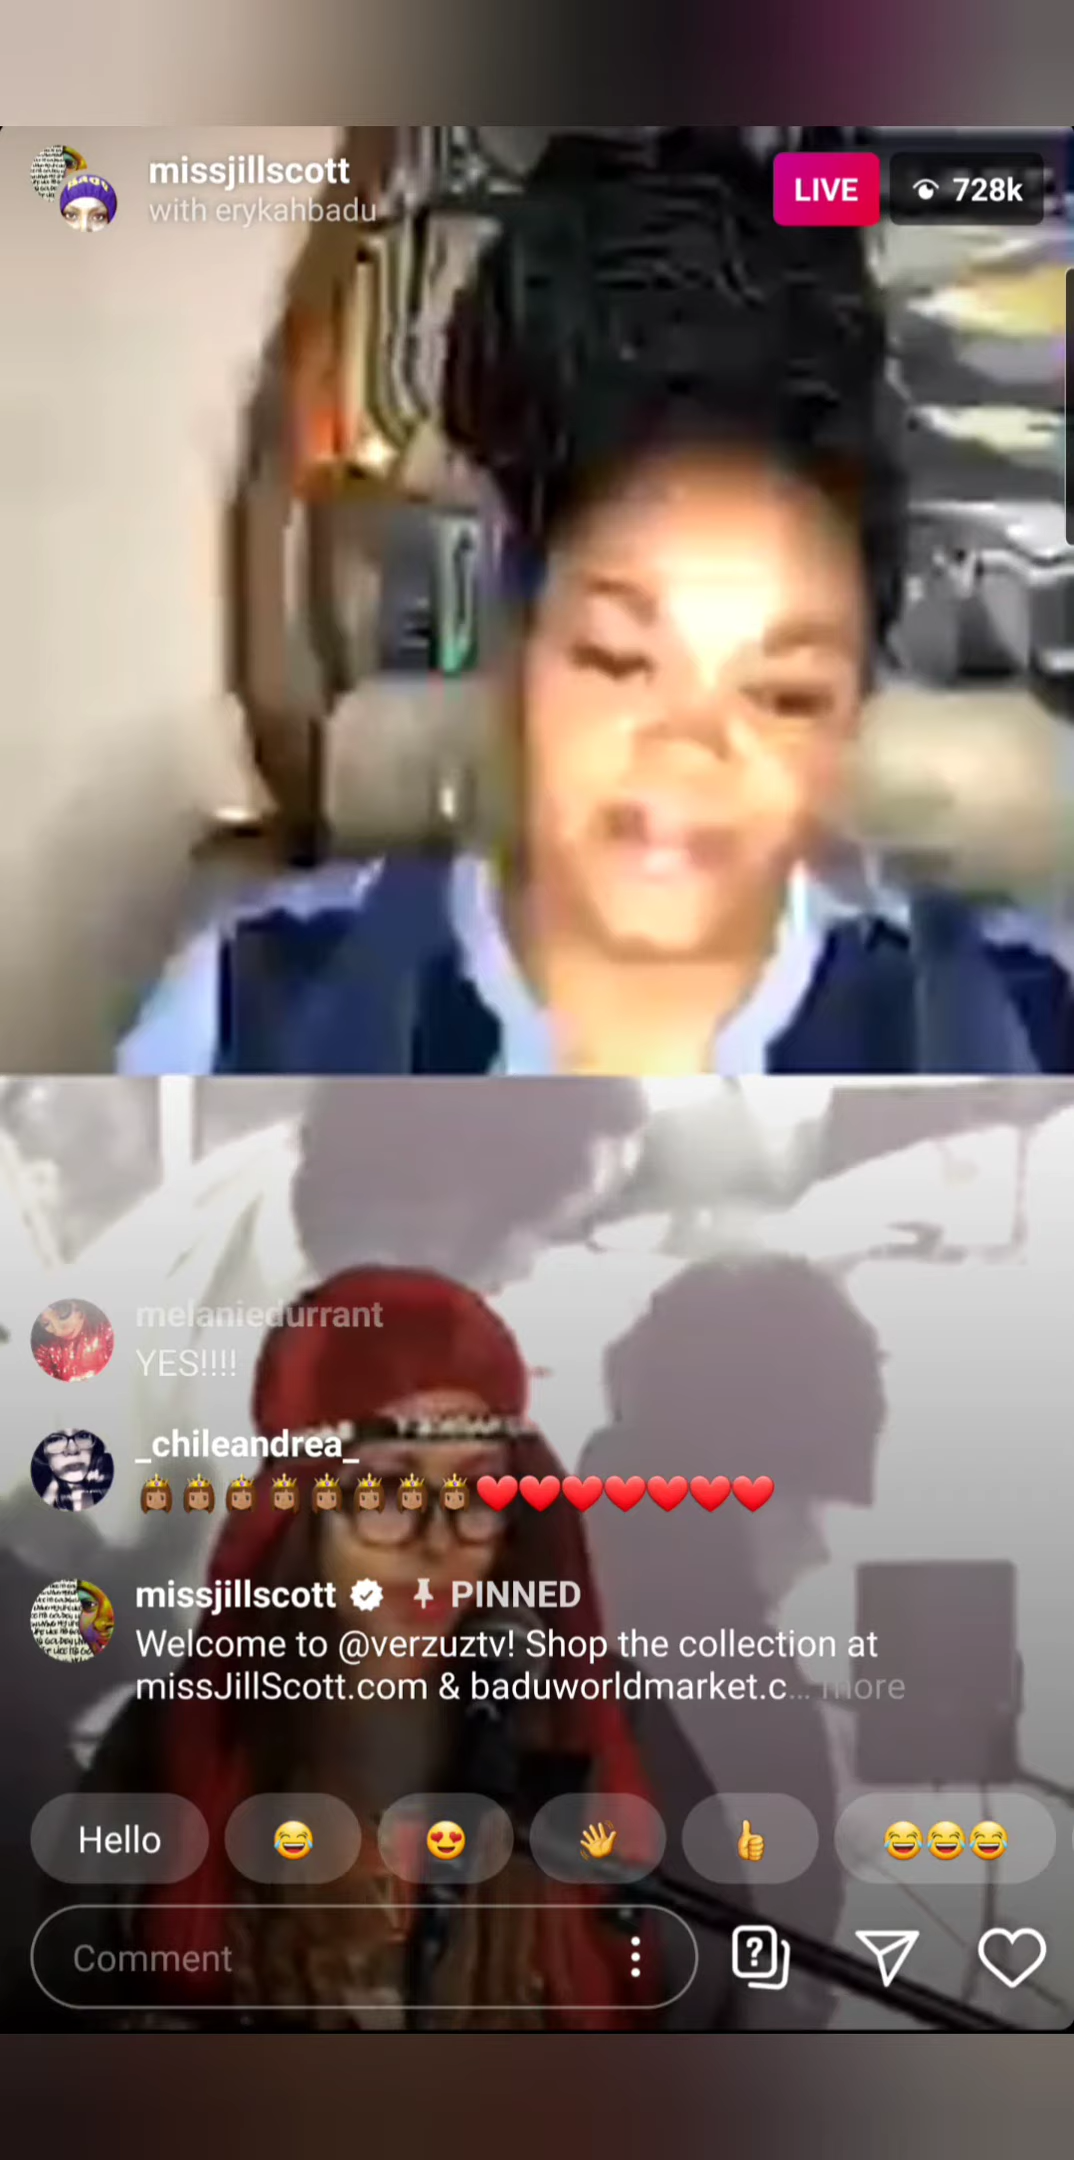 missjillscott
with erykahbadu
LIVE
728k
melaniedurrant
YES!!!!
_chileandrea_
👸🏽👸🏽👸🏽👸🏽👸🏽👸🏽👸🏽👸🏽❤️❤️❤️❤️❤️❤️❤️
missjillscott PINNED
Welcome to @verzuztv! Shop the collection at
missJillScott.com & baduworldmarket.c... more
Hello 😂 😍 👋 👍 😂😂😂
Comment